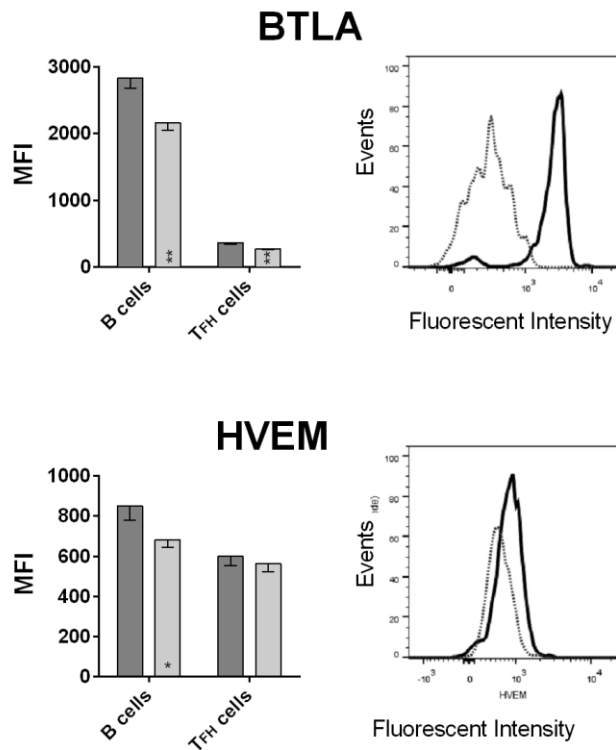 BTLA
3000
2000
1000
0
MFI
**
**
B cells
TFH cells
100
80
60
40
20
0
Events
0
10³
10⁴
Fluorescent Intensity
HVEM
1000
800
600
400
200
0
MFI
*
B cells
TFH cells
100
80
60
40
20
0
Events
-10³
0
10³
10⁴
HVEM
Fluorescent Intensity